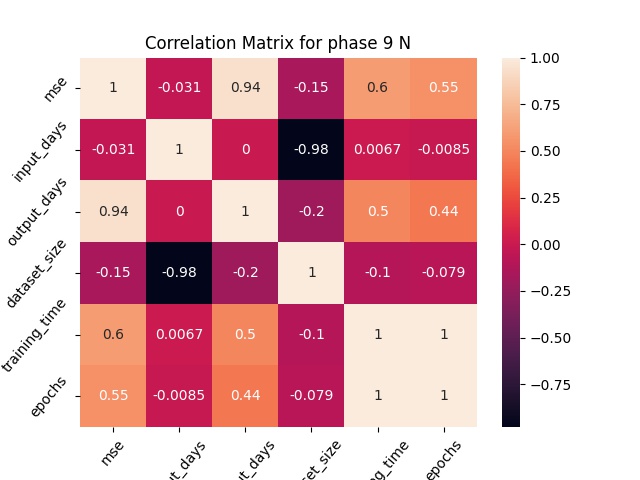 Correlation Matrix for phase 9 N
mse 1 -0.031 0.94 -0.15 0.6 0.55
input_days -0.031 1 0 -0.98 0.0067 -0.0085
output_days 0.94 0 1 -0.2 0.5 0.44
dataset_size -0.15 -0.98 -0.2 1 -0.1 -0.079
training_time 0.6 0.0067 0.5 -0.1 1 1
epochs 0.55 -0.0085 0.44 -0.079 1 1
mse ut_days ut_days set_size ng_time epochs
1.00
0.75
0.50
0.25
0.00
−0.25
−0.50
−0.75